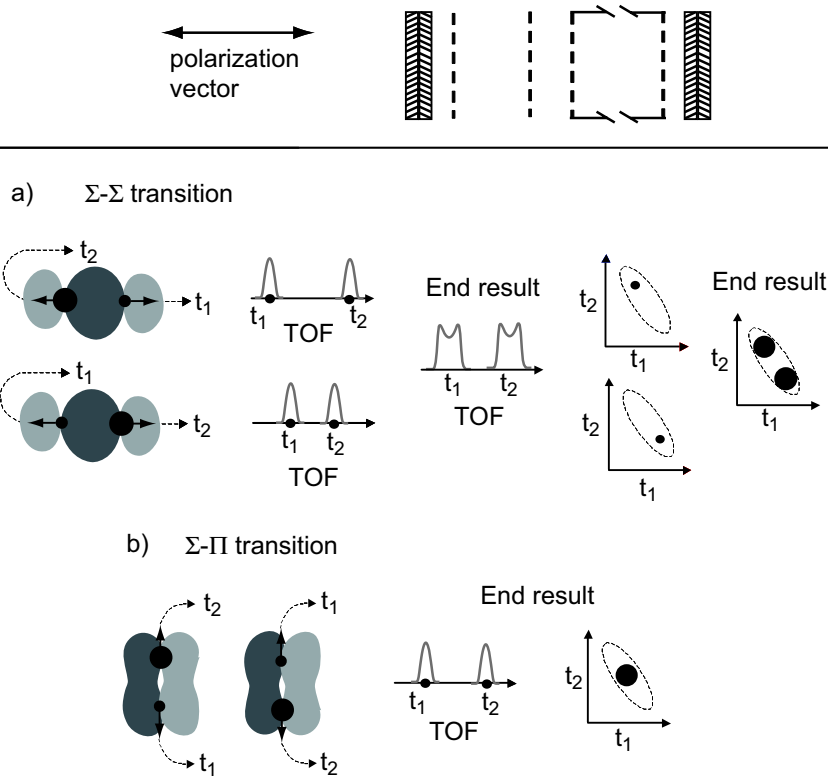 polarization
vector
a) Σ-Σ transition
t2
t1
t1
t2
TOF
End result
t1
t2
TOF
t2
t1
End result
t2
t1
t1
t2
t1
t2
TOF
t2
t1
b) Σ-Π transition
t2
t1
t1
t2
End result
t1
t2
TOF
t2
t1